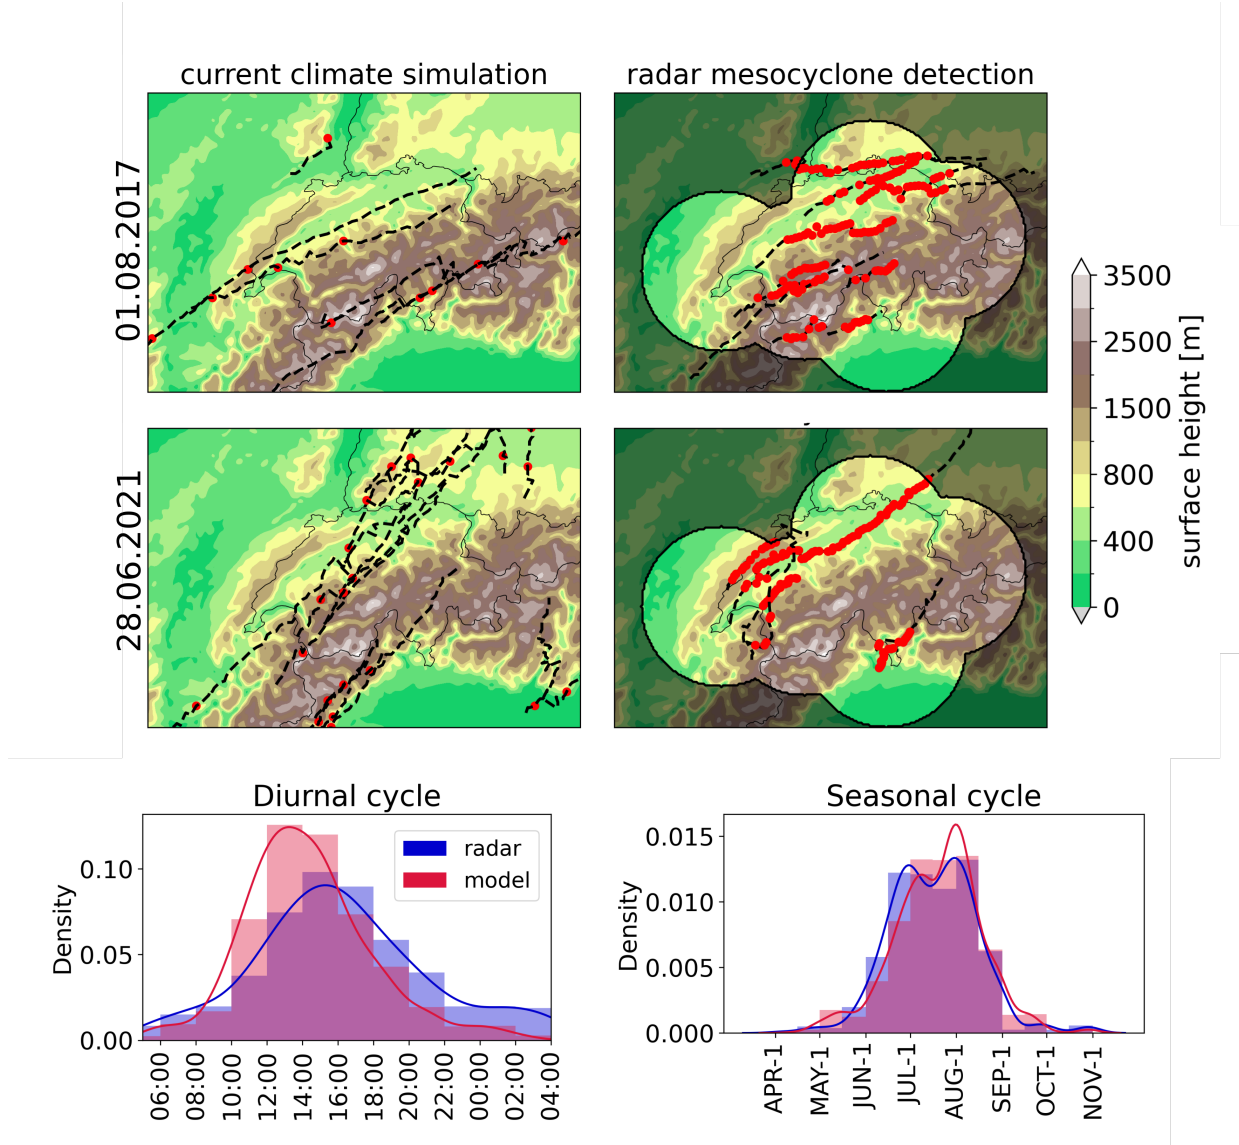 current climate simulation
radar mesocyclone detection
01.08.2017
28.06.2021
3500
2500
1500
800
400
0
surface height [m]
Diurnal cycle
Density
0.10
0.05
0.00
radar
model
06:00
08:00
10:00
12:00
14:00
16:00
18:00
20:00
22:00
00:00
02:00
04:00
Seasonal cycle
Density
0.015
0.010
0.005
0.000
APR-1
MAY-1
JUN-1
JUL-1
AUG-1
SEP-1
OCT-1
NOV-1